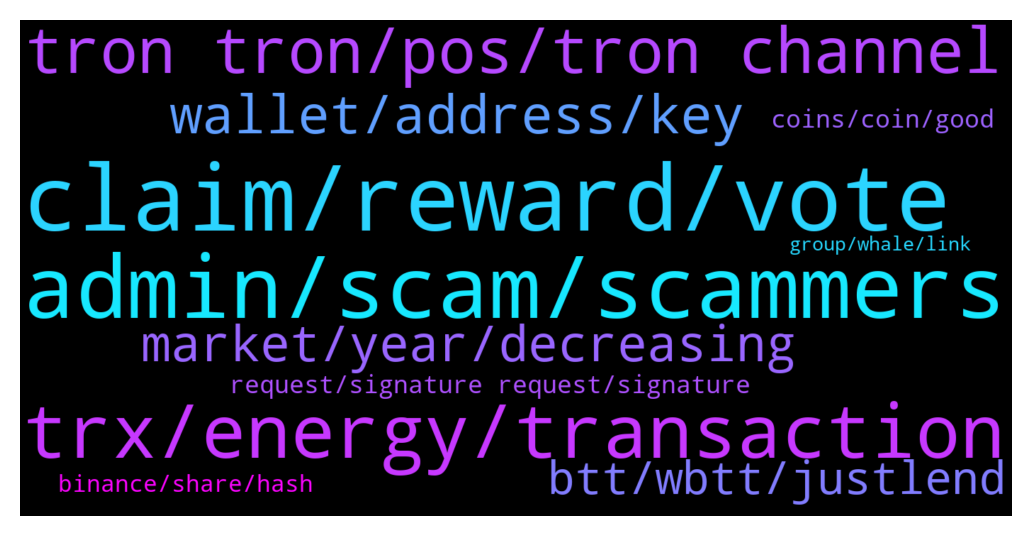 tron tron/pos/tron channel
wallet/address/key
coins/coin/good
claim/reward/vote
group/whale/link
admin/scam/scammers
market/year/decreasing
request/signature request/signature
trx/energy/transaction
btt/wbtt/justlend
binance/share/hash